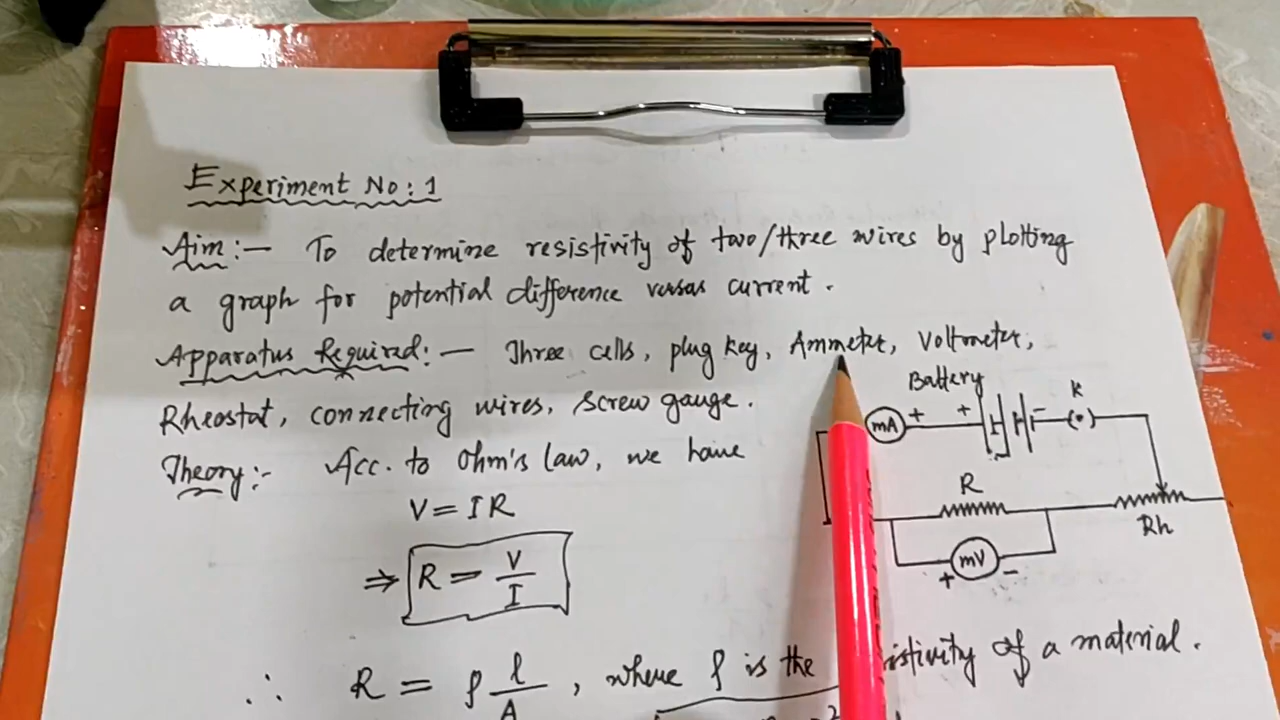 Experiment No: 1
Aim:— To determine resistivity of two/three wires by plotting
a graph for potential difference versus current.
Apparatus Required:— Three cells, plug key, Ammeter, Voltmeter,
Rheostat, connecting wires, screw gauge.
Battery
K
mA + + −
Theory:- Acc. to Ohm's law, we have
V = IR
R
Rh
+ mV −
⇒ R = V/I
∴ R = ρ l/A, where ρ is the of a material.